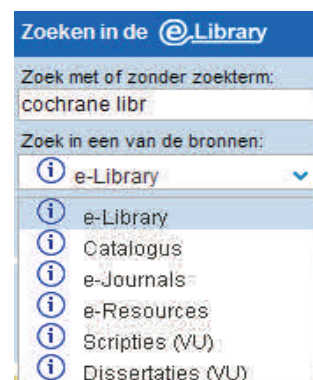 Zoeken in de e.Library
Zoek met of zonder zoekterm:
cochrane libr
Zoek in een van de bronnen:
e-Library
e-Library
Catalogus
e-Journals
e-Resources
Scripties (VU)
Dissertaties (VU)